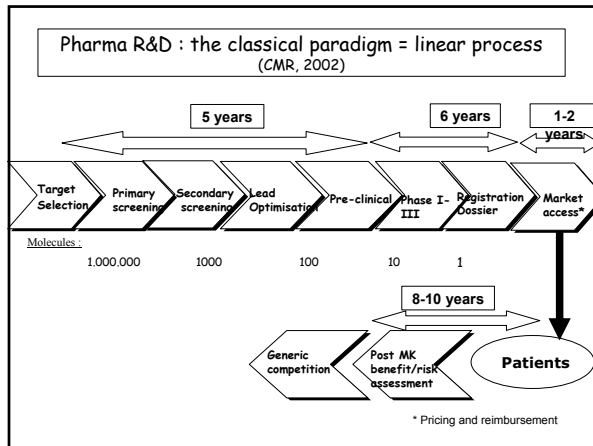 Pharma R&D : the classical paradigm = linear process
(CMR, 2002)
5 years
6 years
1-2
years
Target
Selection
Primary
screening
Secondary
screening
Lead
Optimisation
Pre-clinical
Phase I-
III
Registration
Dossier
Market
access*
Molecules :
1,000,000
1000
100
10
1
8-10 years
Generic
competition
Post MK
benefit/risk
assessment
Patients
* Pricing and reimbursement